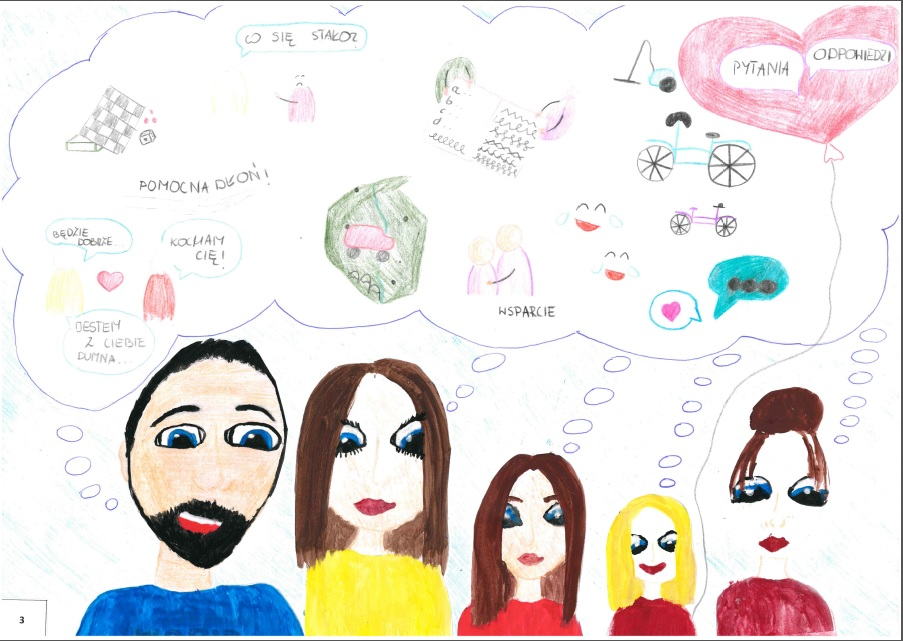 CO SIĘ STAŁO?
PYTANIA
ODPOWIEDZI
a.
b
c
d
POMOCNA DŁOŃ!
BĘDZIE
DOBRZE...
KOCHAM
CIĘ!
JESTEM
Z CIEBIE
DUMNA...
WSPARCIE
3